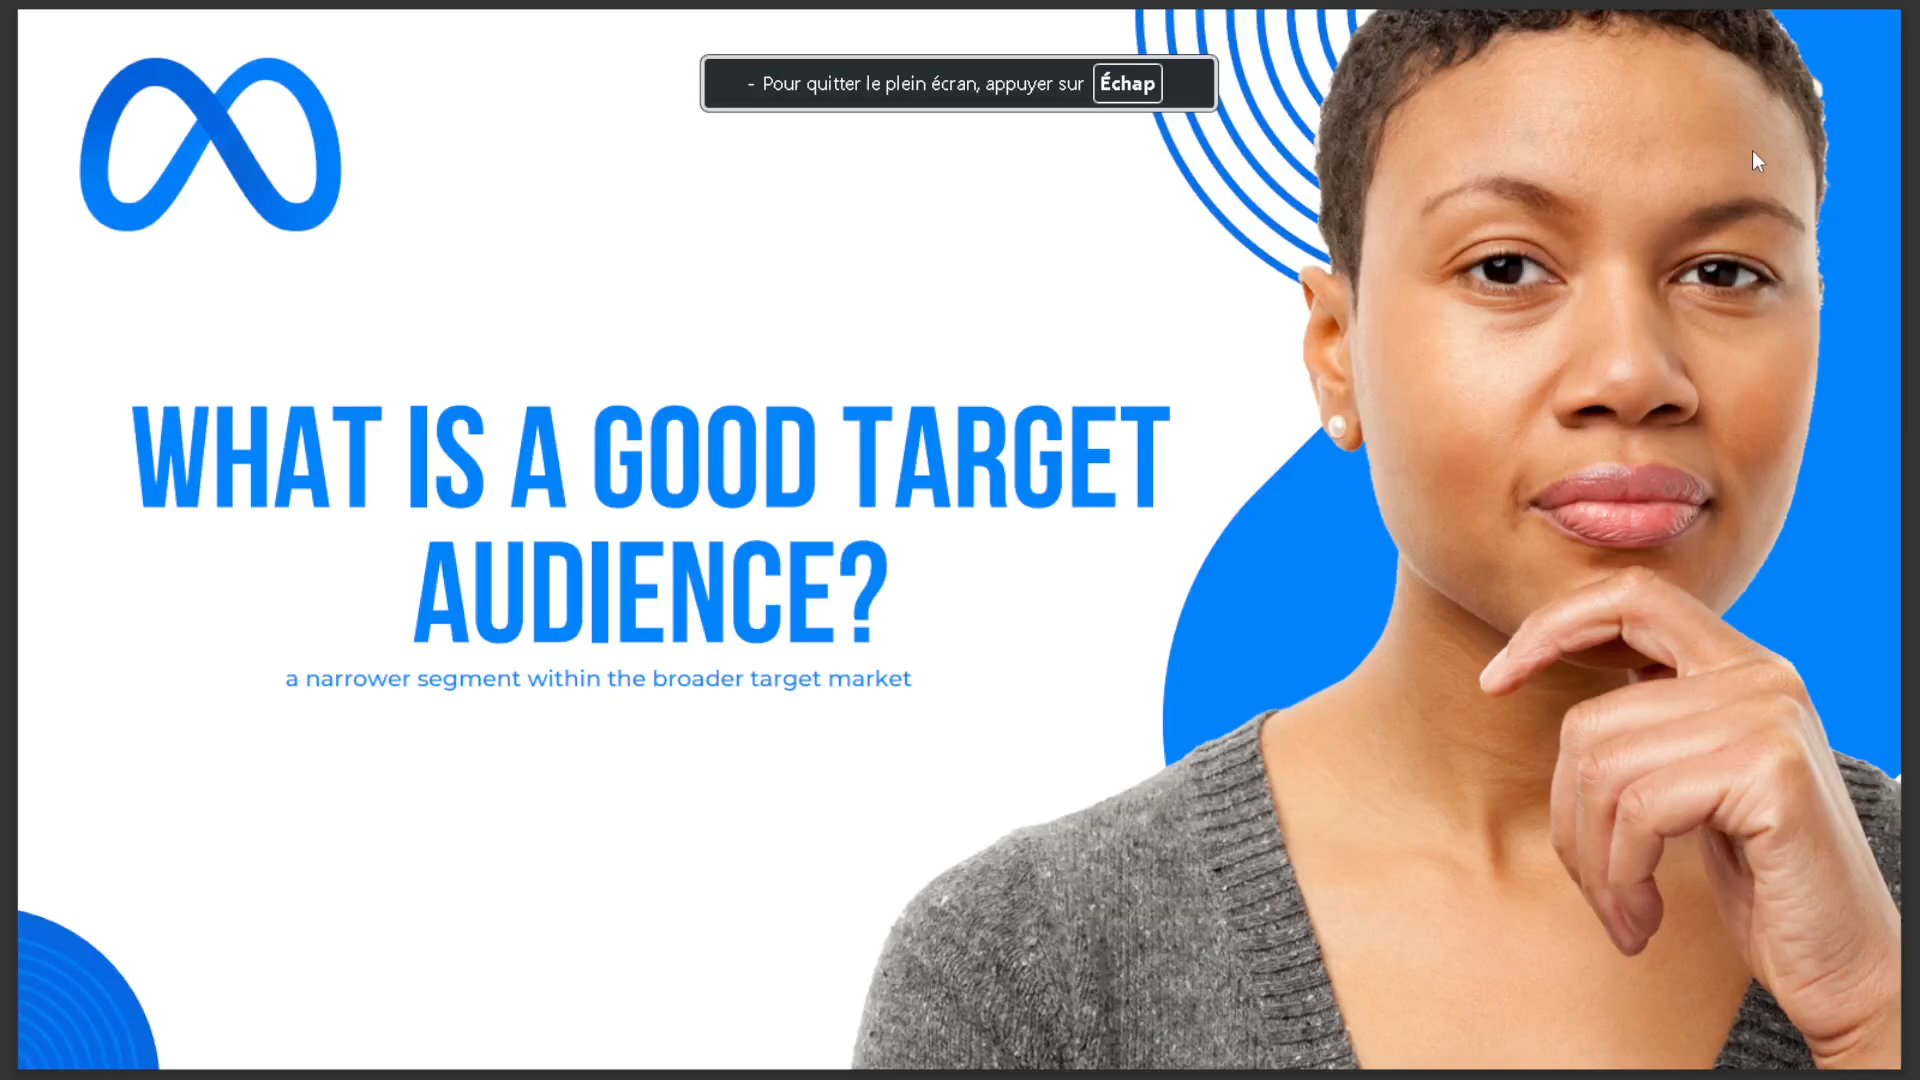 - Pour quitter le plein écran, appuyer sur Échap
WHAT IS A GOOD TARGET
AUDIENCE?
a narrower segment within the broader target market